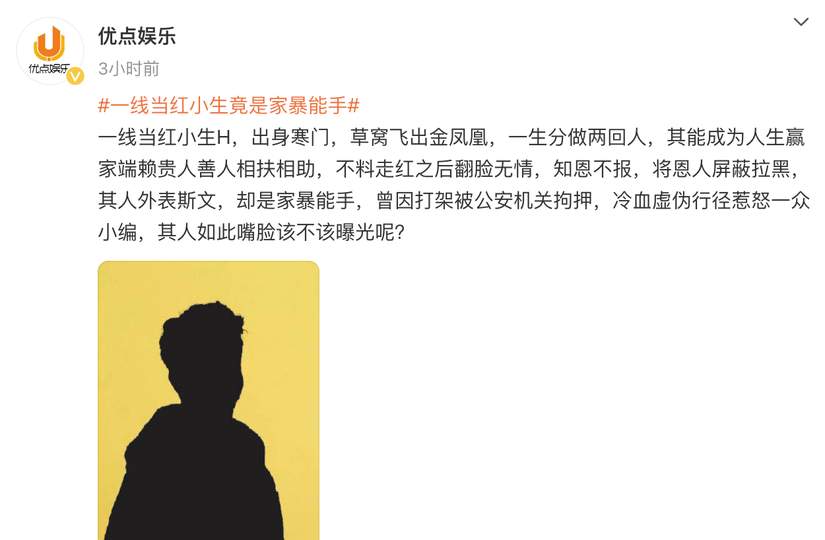 优点娱乐
优点娱乐
3小时前
#一线当红小生竟是家暴能手#
一线当红小生H，出身寒门，草窝飞出金凤凰，一生分做两回人，其能成为人生赢
家端赖贵人善人相扶相助，不料走红之后翻脸无情，知恩不报，将恩人屏蔽拉黑，
其人外表斯文，却是家暴能手，曾因打架被公安机关拘押，冷血虚伪行径惹怒一众
小编，其人如此嘴脸该不该曝光呢?